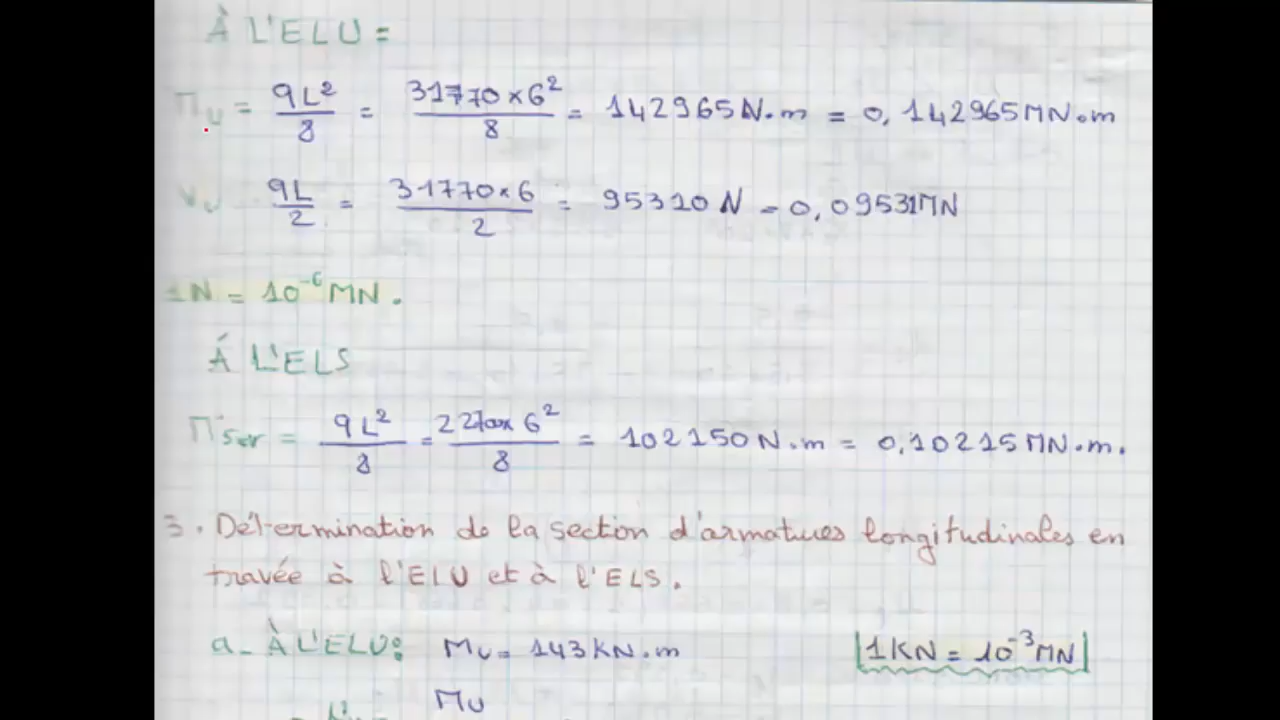 À L'ELU =
Mu = qL²/8 = 31770×6²/8 = 142965 N.m = 0,142965 MN.m
Vu qL/2 = 31770×6/2 = 95310 N = 0,09531 MN
1N = 10⁻⁶ MN.
Á L'ELS
Mser = qL²/8 = 22700×6²/8 = 102150 N.m = 0,10215 MN.m.
3. Détermination de la section d'armatures longitudinales en
travée à l'ELU et à l'ELS.
a- À L'ELU: Mu = 143 KN.m |1KN = 10⁻³ MN|
Mu